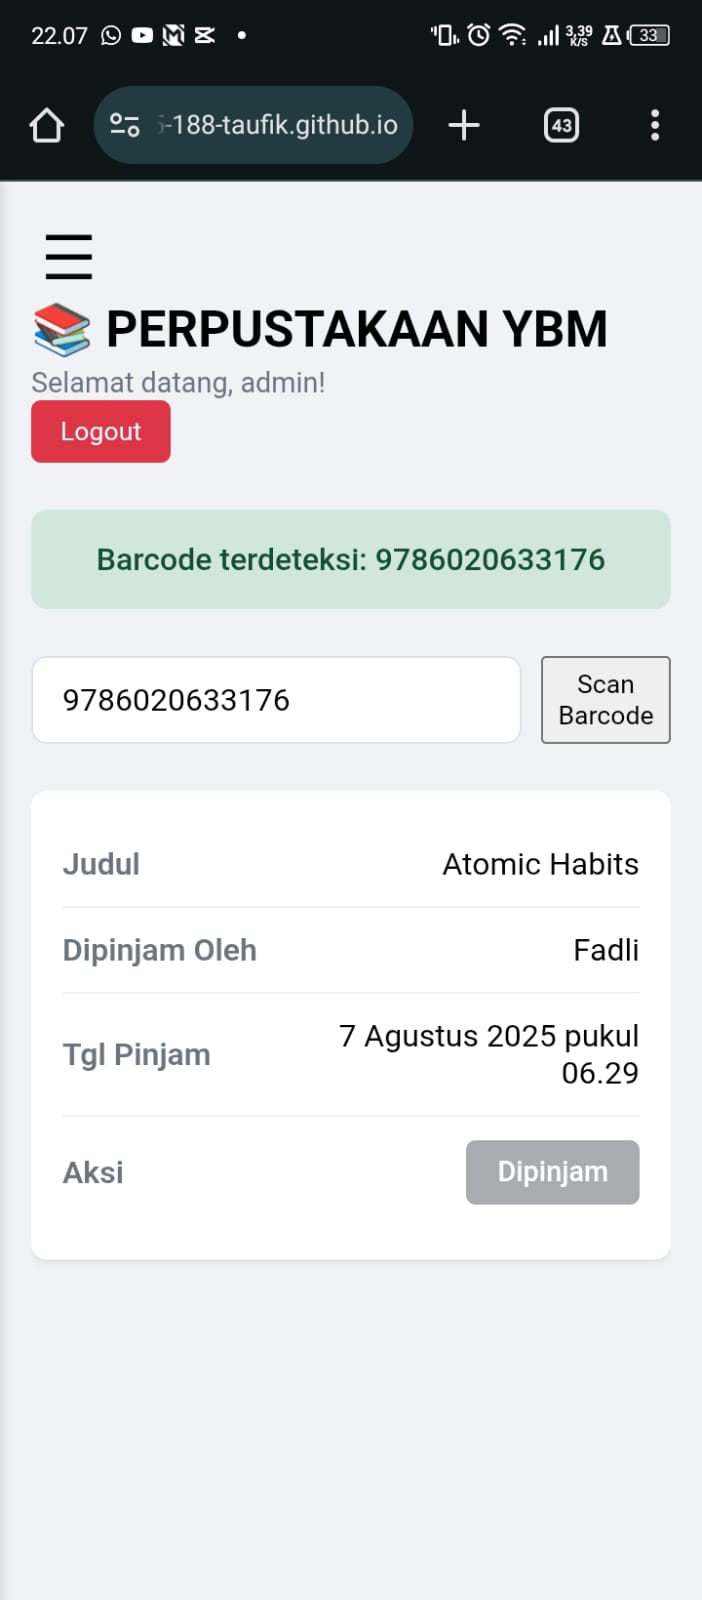 22.07
3,39
K/S
33
5-188-taufik.github.io
43
PERPUSTAKAAN YBM
Selamat datang, admin!
Logout
Barcode terdeteksi: 9786020633176
9786020633176
Scan
Barcode
Judul
Atomic Habits
Dipinjam Oleh
Fadli
Tgl Pinjam
7 Agustus 2025 pukul
06.29
Aksi
Dipinjam